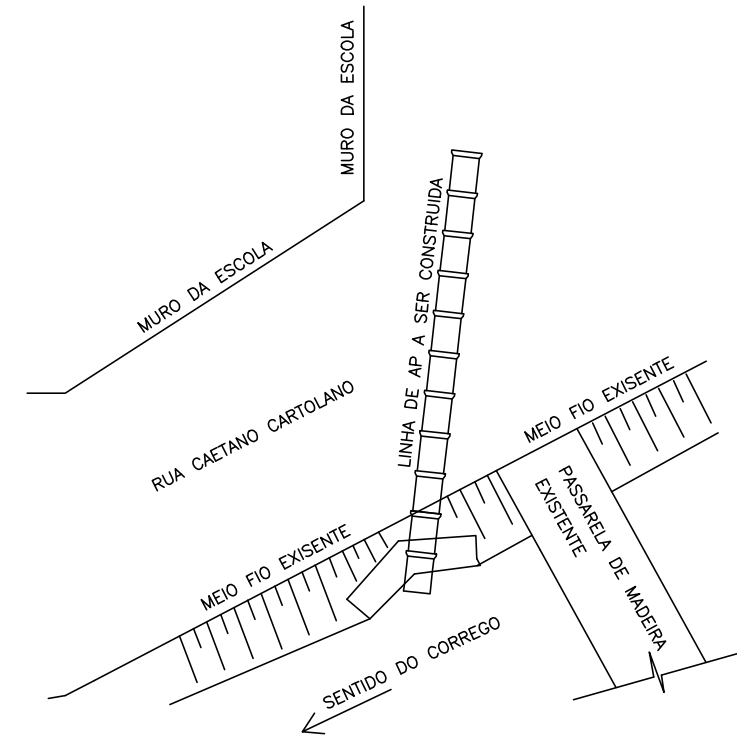 MURO DA ESCOLA
MURO DA ESCOLA
LINHA DE AP A SER CONSTRUIDA
RUA CAETANO CARTOLANO
MEIO FIO EXISENTE
MEIO FIO EXISENTE
PASSARELA DE MADEIRA
EXISTENTE
SENTIDO DO CORREGO